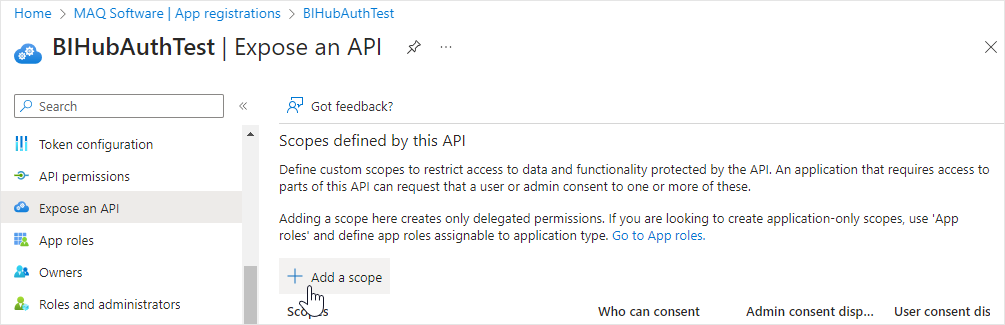 Home > MAQ Software | App registrations > BIHubAuthTest
BIHubAuthTest | Expose an API
Search
Got feedback?
Token configuration
API permissions
Expose an API
App roles
Owners
Roles and administrators
Scopes defined by this API
Define custom scopes to restrict access to data and functionality protected by the API. An application that requires access to
parts of this API can request that a user or admin consent to one or more of these.
Adding a scope here creates only delegated permissions. If you are looking to create application-only scopes, use 'App
roles' and define app roles assignable to application type. Go to App roles.
Add a scope
Scopes Who can consent Admin consent disp... User consent dis